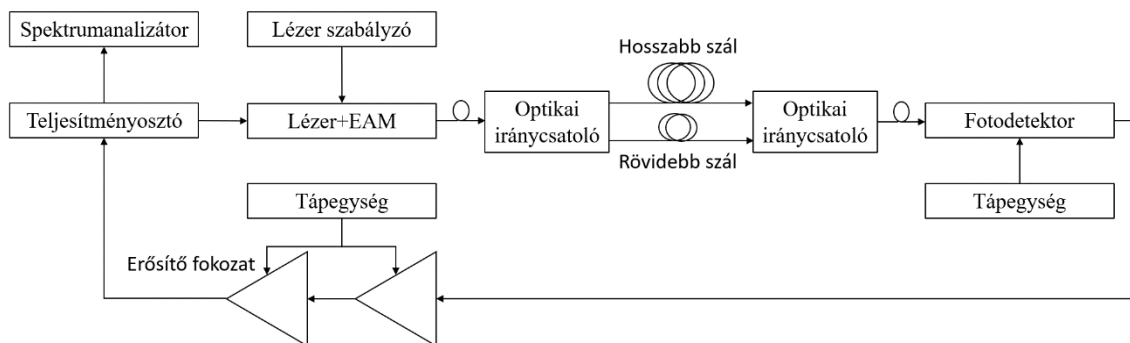 Spektrumanalizátor
Lézer szabályzó
Hosszabb szál
Teljesítményosztó
Lézer+EAM
Optikai
iránycsatoló
Optikai
iránycsatoló
Fotodetektor
Rövidebb szál
Tápegység
Tápegység
Erősítő fokozat